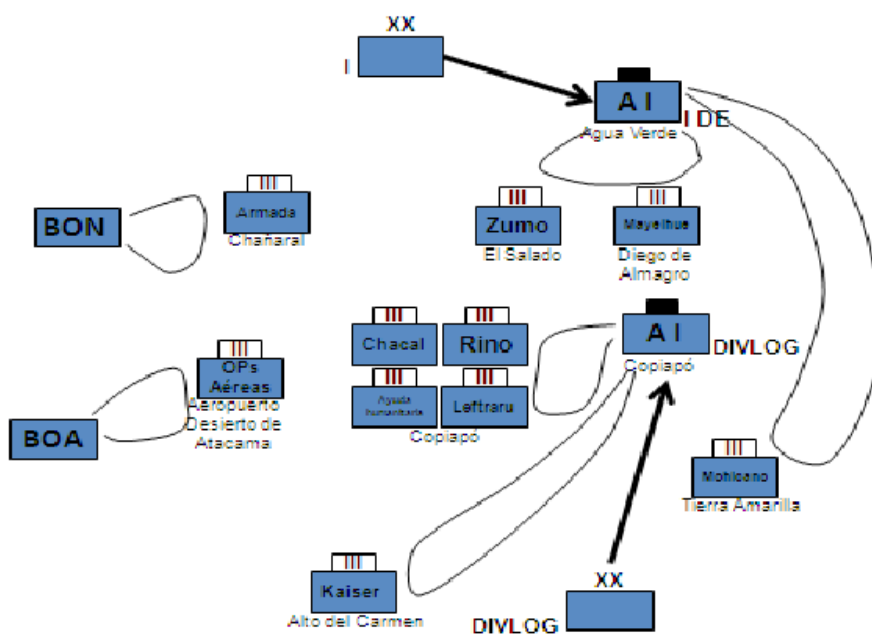 XX
I
A I
I DE
Agua Verde
III
Armada
Chañaral
BON
III
Zumo
El Salado
III
Mayelhue
Diego de
Almagro
III
Chacal
III
Rino
A I
DIVLOG
Copiapó
III
OPs
Aéreas
Aeropuerto
Desierto de
Atacama
BOA
III
Ayuda
humanitaria
III
Leftraru
Copiapó
III
Mohicano
Tierra Amarilla
III
Kaiser
Alto del Carmen
XX
DIVLOG